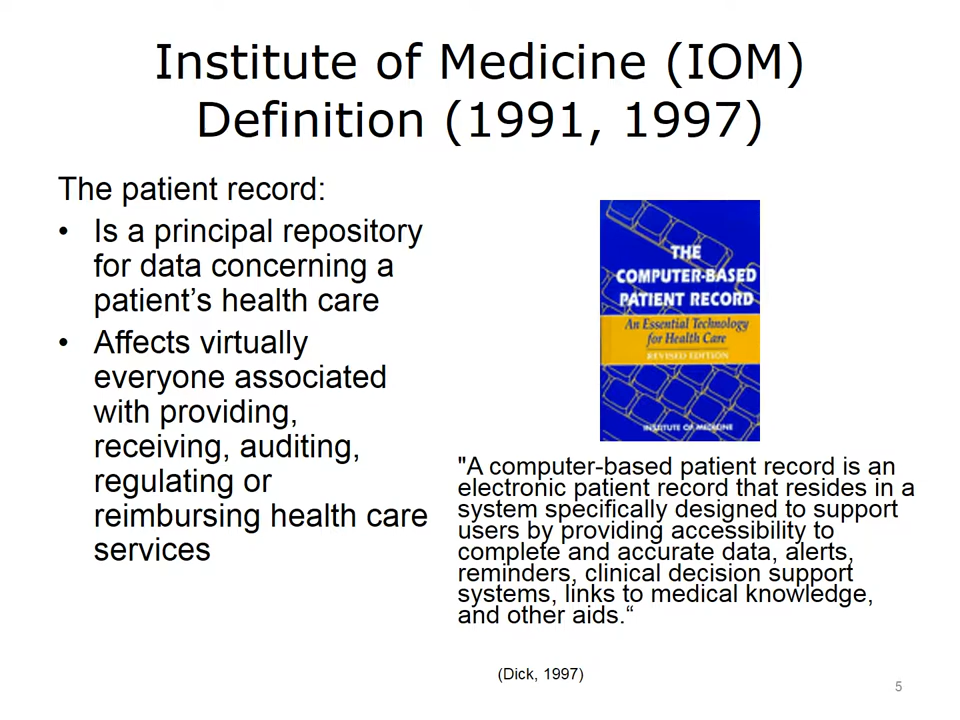 Institute of Medicine (IOM)
Definition (1991, 1997)
The patient record:
• Is a principal repository
for data concerning a
patient’s health care
• Affects virtually
everyone associated
with providing,
receiving, auditing,
regulating or
reimbursing health care
services
THE
COMPUTER-BASED
PATIENT RECORD
An Essential Technology
for Health Care
REVISED EDITION
INSTITUTE OF MEDICINE
"A computer-based patient record is an
electronic patient record that resides in a
system specifically designed to support
users by providing accessibility to
complete and accurate data, alerts,
reminders, clinical decision support
systems, links to medical knowledge,
and other aids.“
(Dick, 1997)
5